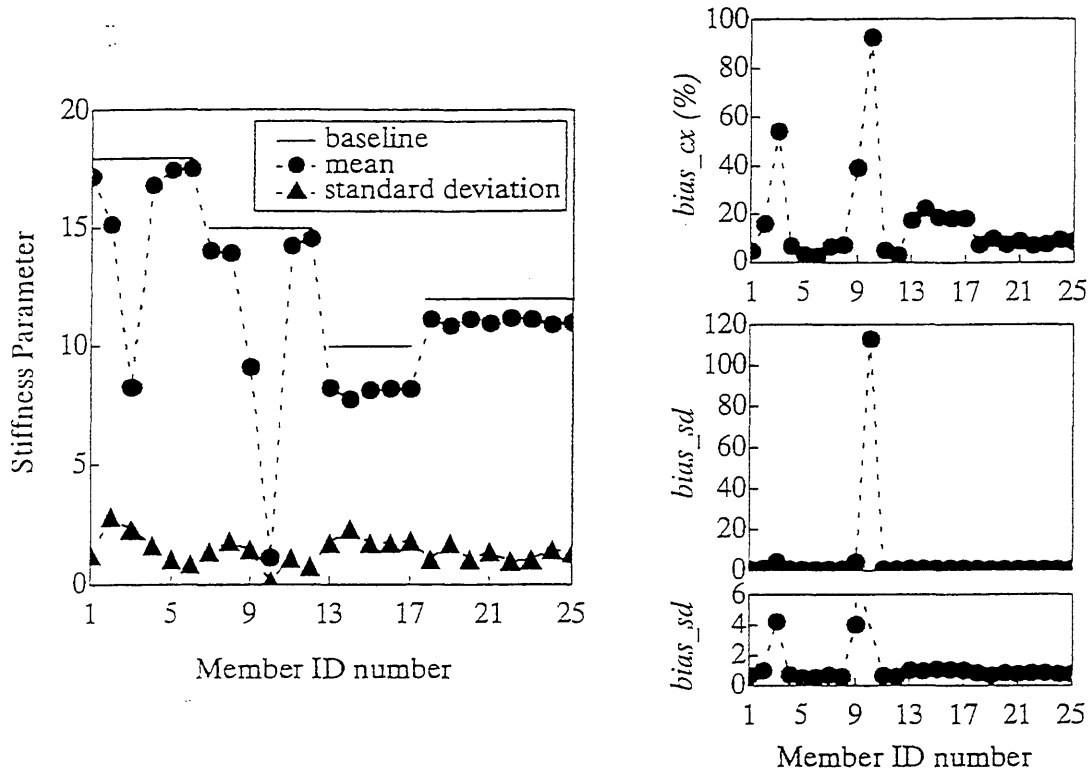 20
15
10
5
0
Stiffness Parameter
baseline
mean
standard deviation
1 5 9 13 17 21 25
Member ID number
100
80
60
40
20
0
bias_cx (%)
1 5 9 13 17 21 25
120
100
80
60
40
20
0
bias_sd
6
4
2
0
bias_sd
1 5 9 13 17 21 25
Member ID number